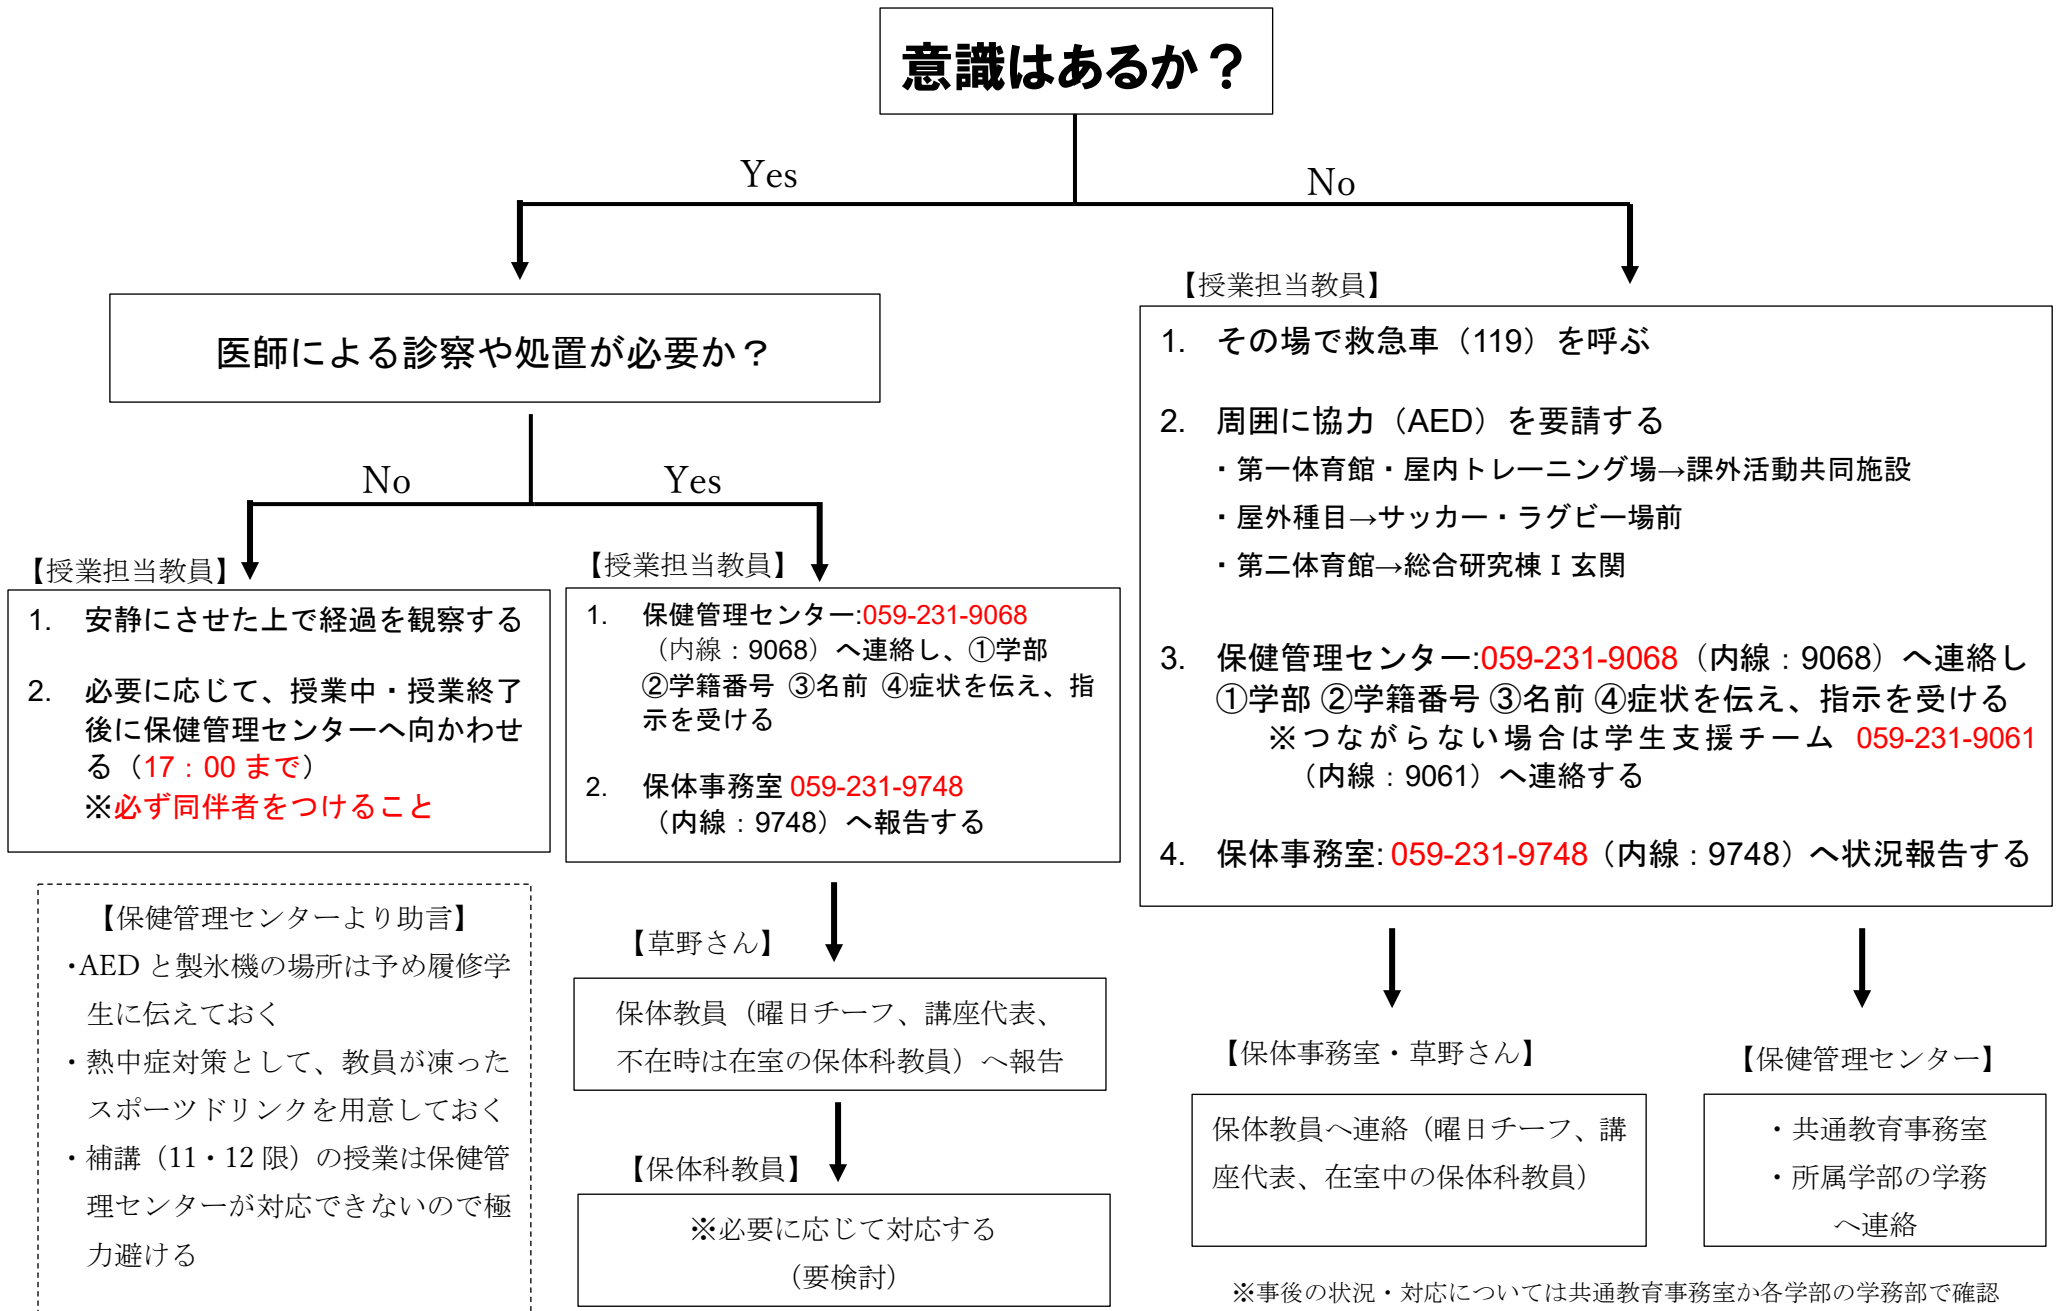 意識はあるか？
Yes
No
医師による診察や処置が必要か？
No
Yes
【授業担当教員】
1. 安静にさせた上で経過を観察する
2. 必要に応じて、授業中・授業終了
後に保健管理センターへ向かわせ
る（17：00 まで）
※必ず同伴者をつけること
【保健管理センターより助言】
・AED と製氷機の場所は予め履修学
生に伝えておく
・熱中症対策として、教員が凍った
スポーツドリンクを用意しておく
・補講（11・12 限）の授業は保健管
理センターが対応できないので極
力避ける
【授業担当教員】
1. 保健管理センター:059-231-9068
（内線：9068）へ連絡し、①学部
②学籍番号 ③名前 ④症状を伝え、指
示を受ける
2. 保体事務室 059-231-9748
（内線：9748）へ報告する
【草野さん】
保体教員（曜日チーフ、講座代表、
不在時は在室の保体科教員）へ報告
【保体科教員】
※必要に応じて対応する
（要検討）
【授業担当教員】
1. その場で救急車（119）を呼ぶ
2. 周囲に協力（AED）を要請する
・第一体育館・屋内トレーニング場→課外活動共同施設
・屋外種目→サッカー・ラグビー場前
・第二体育館→総合研究棟Ⅰ玄関
3. 保健管理センター:059-231-9068（内線：9068）へ連絡し
①学部 ②学籍番号 ③名前 ④症状を伝え、指示を受ける
※つながらない場合は学生支援チーム 059-231-9061
（内線：9061）へ連絡する
4. 保体事務室: 059-231-9748（内線：9748）へ状況報告する
【保体事務室・草野さん】
保体教員へ連絡（曜日チーフ、講
座代表、在室中の保体科教員）
【保健管理センター】
・共通教育事務室
・所属学部の学務
へ連絡
※事後の状況・対応については共通教育事務室か各学部の学務部で確認